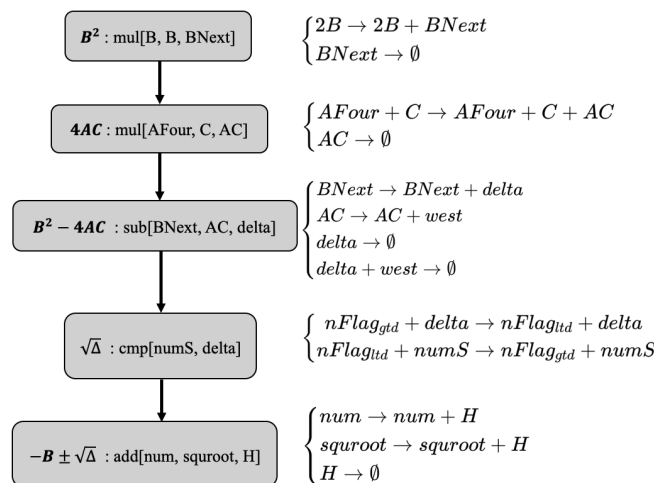 B² : mul[B, B, BNext]
2B → 2B + BNext
BNext → ∅
4AC : mul[AFour, C, AC]
AFour + C → AFour + C + AC
AC → ∅
B² − 4AC : sub[BNext, AC, delta]
BNext → BNext + delta
AC → AC + west
delta → ∅
delta + west → ∅
√Δ : cmp[numS, delta]
nFlag_gtd + delta → nFlag_ltd + delta
nFlag_ltd + numS → nFlag_gtd + numS
−B ± √Δ : add[num, squroot, H]
num → num + H
squroot → squroot + H
H → ∅